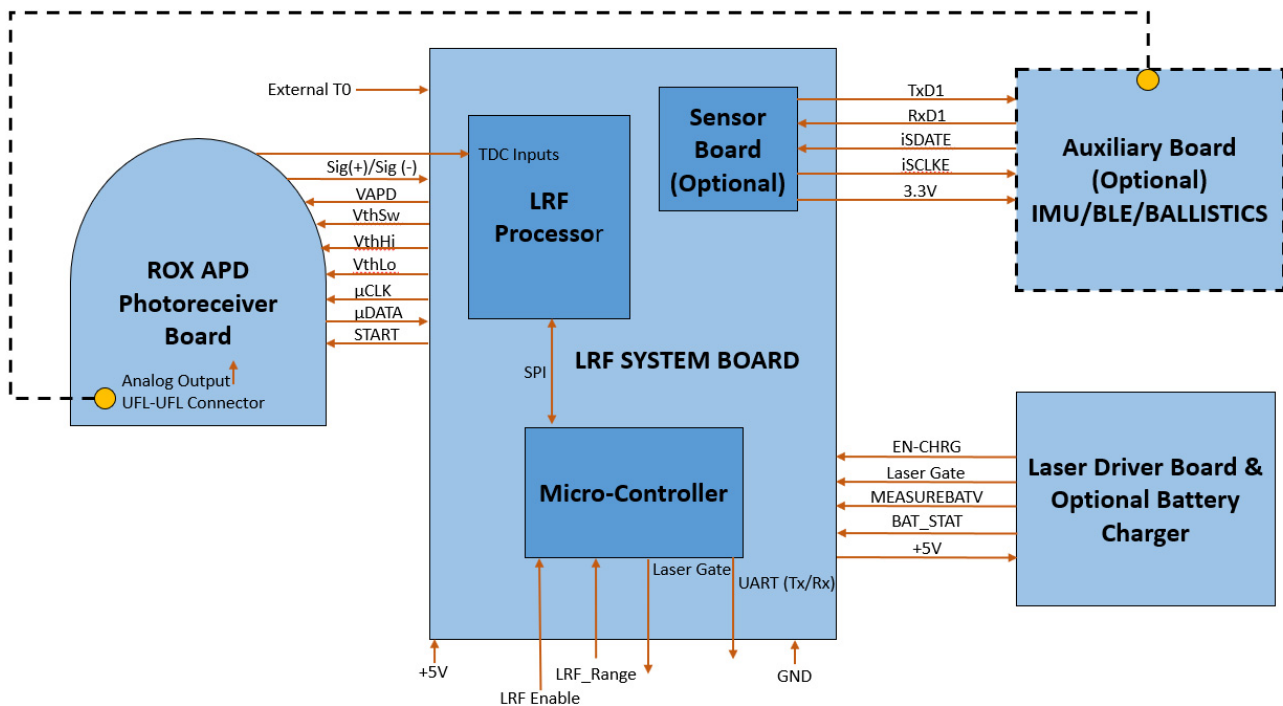 External T0
TDC Inputs
Sig(+)/Sig (-)
VAPD
VthSw
VthHi
VthLo
µCLK
µDATA
START
ROX APD
Photoreceiver
Board
Analog Output
UFL-UFL Connector
LRF
Processor
SPI
LRF SYSTEM BOARD
Micro-Controller
Laser Gate
UART (Tx/Rx)
+5V
LRF Enable
LRF_Range
GND
Sensor
Board
(Optional)
TxD1
RxD1
iSDATE
iSCLKE
3.3V
Auxiliary Board
(Optional)
IMU/BLE/BALLISTICS
EN-CHRG
Laser Gate
MEASUREBATV
BAT_STAT
+5V
Laser Driver Board &
Optional Battery
Charger